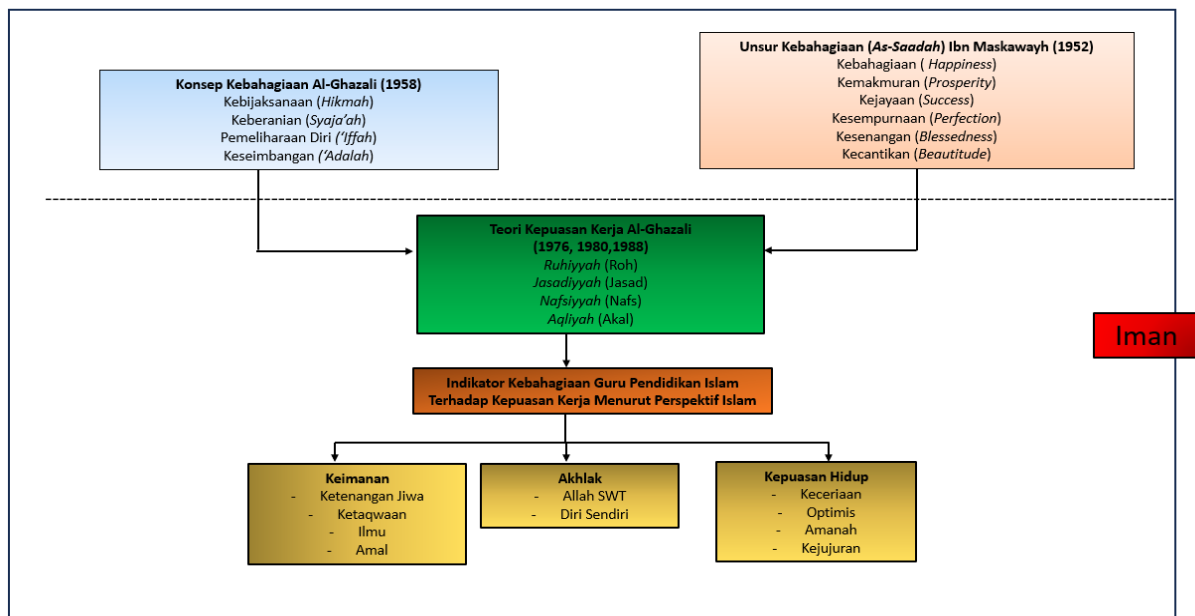 Konsep Kebahagiaan Al-Ghazali (1958)
Kebijaksanaan (Hikmah)
Keberanian (Syaja’ah)
Pemeliharaan Diri (‘Iffah)
Keseimbangan (‘Adalah)
Unsur Kebahagiaan (As-Saadah) Ibn Maskawayh (1952)
Kebahagiaan ( Happiness)
Kemakmuran (Prosperity)
Kejayaan (Success)
Kesempurnaan (Perfection)
Kesenangan (Blessedness)
Kecantikan (Beautitude)
Teori Kepuasan Kerja Al-Ghazali
(1976, 1980,1988)
Ruhiyyah (Roh)
Jasadiyyah (Jasad)
Nafsiyyah (Nafs)
Aqliyah (Akal)
Iman
Indikator Kebahagiaan Guru Pendidikan Islam
Terhadap Kepuasan Kerja Menurut Perspektif Islam
Keimanan
- Ketenangan Jiwa
- Ketaqwaan
- Ilmu
- Amal
Akhlak
- Allah SWT
- Diri Sendiri
Kepuasan Hidup
- Keceriaan
- Optimis
- Amanah
- Kejujuran